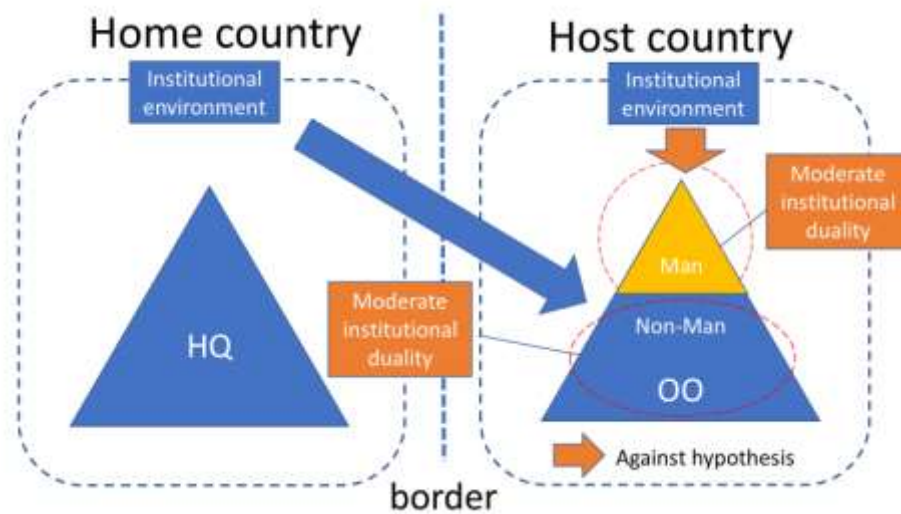 Home country
Host country
Institutional
environment
Institutional
environment
Moderate
institutional
duality
Man
Moderate
institutional
duality
Non-Man
HQ
OO
Against hypothesis
border